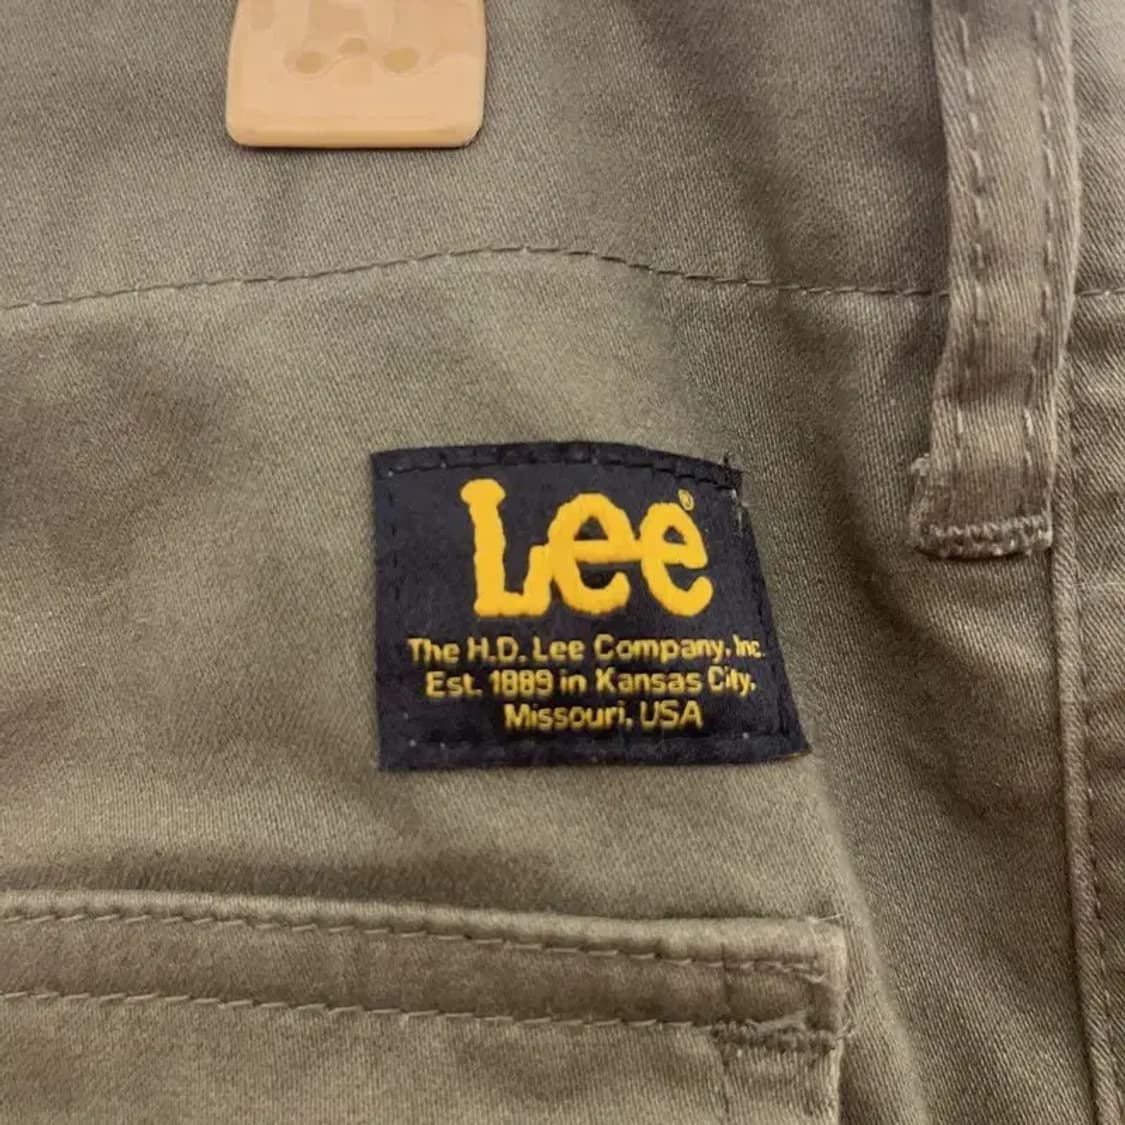 Lee®
The H.D. Lee Company, Inc.
Est. 1889 in Kansas City,
Missouri, USA